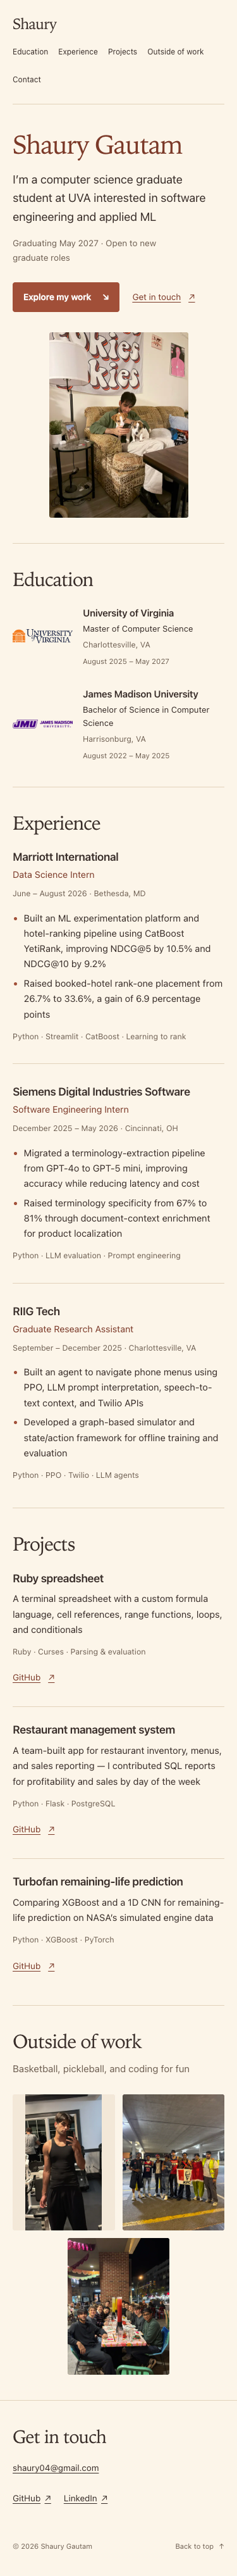 Shaury
Education Experience Projects Outside of work
Contact
Shaury Gautam
I'm a computer science graduate
student at UVA interested in software
engineering and applied ML
Graduating May 2027 · Open to new
graduate roles
Explore my work ↘ Get in touch ↗
Education
UNIVERSITY of VIRGINIA
University of Virginia
Master of Computer Science
Charlottesville, VA
August 2025 – May 2027
JMU JAMES MADISON UNIVERSITY
James Madison University
Bachelor of Science in Computer
Science
Harrisonburg, VA
August 2022 – May 2025
Experience
Marriott International
Data Science Intern
June – August 2026 · Bethesda, MD
• Built an ML experimentation platform and
hotel-ranking pipeline using CatBoost
YetiRank, improving NDCG@5 by 10.5% and
NDCG@10 by 9.2%
• Raised booked-hotel rank-one placement from
26.7% to 33.6%, a gain of 6.9 percentage
points
Python · Streamlit · CatBoost · Learning to rank
Siemens Digital Industries Software
Software Engineering Intern
December 2025 – May 2026 · Cincinnati, OH
• Migrated a terminology-extraction pipeline
from GPT-4o to GPT-5 mini, improving
accuracy while reducing latency and cost
• Raised terminology specificity from 67% to
81% through document-context enrichment
for product localization
Python · LLM evaluation · Prompt engineering
RIIG Tech
Graduate Research Assistant
September – December 2025 · Charlottesville, VA
• Built an agent to navigate phone menus using
PPO, LLM prompt interpretation, speech-to-
text context, and Twilio APIs
• Developed a graph-based simulator and
state/action framework for offline training and
evaluation
Python · PPO · Twilio · LLM agents
Projects
Ruby spreadsheet
A terminal spreadsheet with a custom formula
language, cell references, range functions, loops,
and conditionals
Ruby · Curses · Parsing & evaluation
GitHub ↗
Restaurant management system
A team-built app for restaurant inventory, menus,
and sales reporting — I contributed SQL reports
for profitability and sales by day of the week
Python · Flask · PostgreSQL
GitHub ↗
Turbofan remaining-life prediction
Comparing XGBoost and a 1D CNN for remaining-
life prediction on NASA's simulated engine data
Python · XGBoost · PyTorch
GitHub ↗
Outside of work
Basketball, pickleball, and coding for fun
Get in touch
shaury04@gmail.com
GitHub ↗ LinkedIn ↗
© 2026 Shaury Gautam Back to top ↑